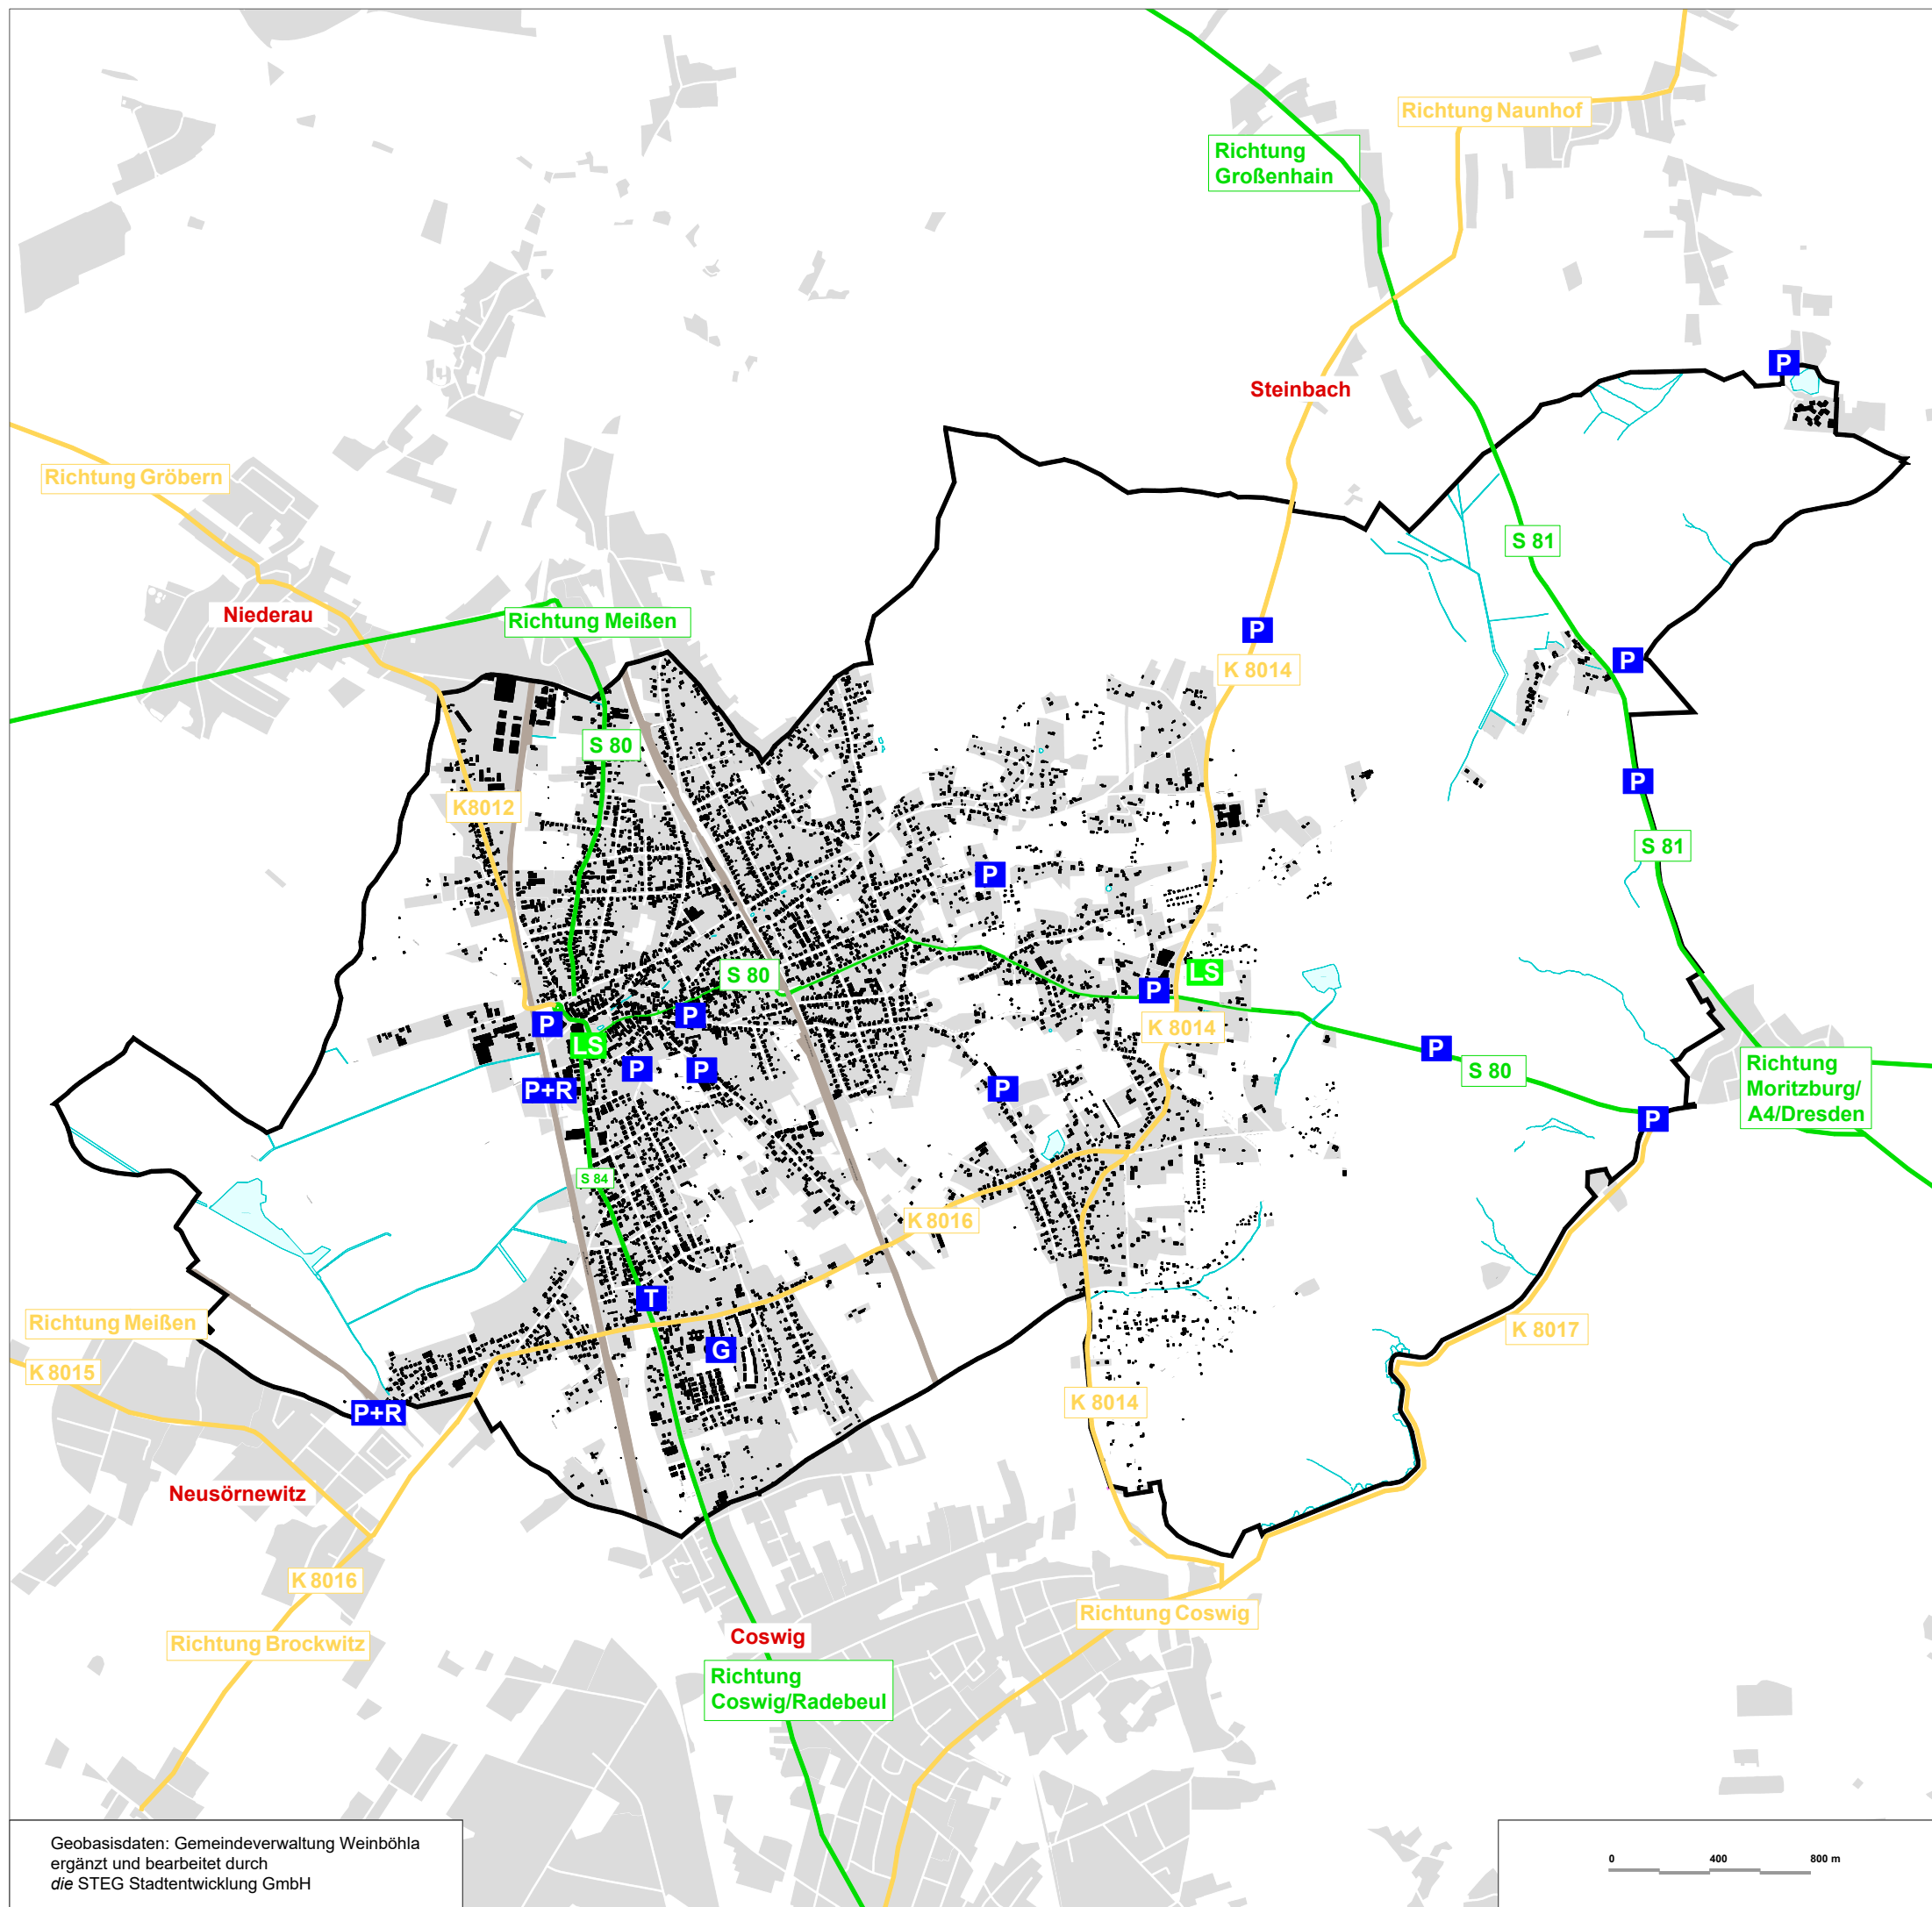 Richtung Naunhof
Richtung
Großenhain
P
Steinbach
Richtung Gröbern
S 81
Niederau
Richtung Meißen
P
K 8014
P
S 80
P
K8012
S 81
P
S 80
LS
P
P
P
K 8014
LS
P
P
P
S 80
P+R
P
Richtung
Moritzburg/
A4/Dresden
P
S 84
K 8016
T
Richtung Meißen
K 8017
G
K 8015
K 8014
P+R
Neusörnewitz
K 8016
Richtung Coswig
Richtung Brockwitz
Coswig
Richtung
Coswig/Radebeul
Geobasisdaten: Gemeindeverwaltung Weinböhla
ergänzt und bearbeitet durch
die STEG Stadtentwicklung GmbH
0 400 800 m